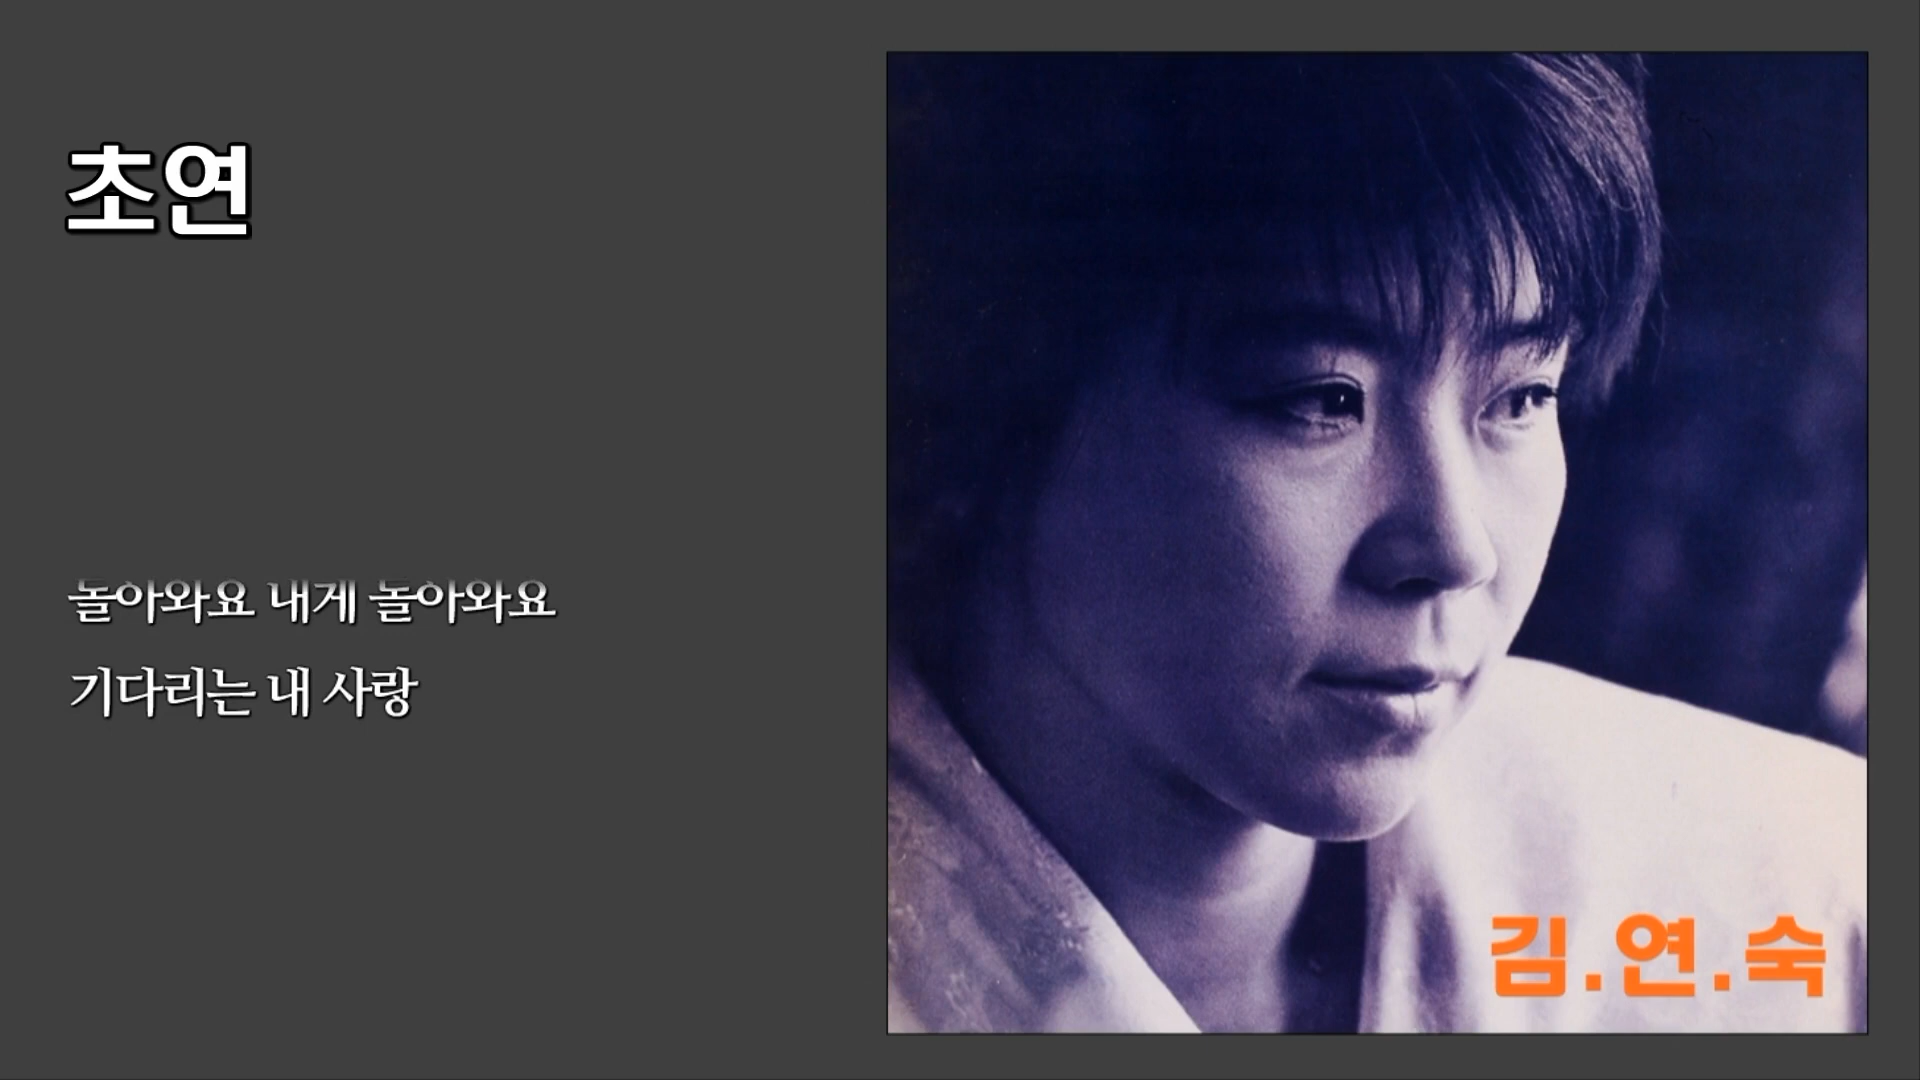 초연
돌아와요 내게 돌아와요
기다리는 내 사랑
김.연.숙